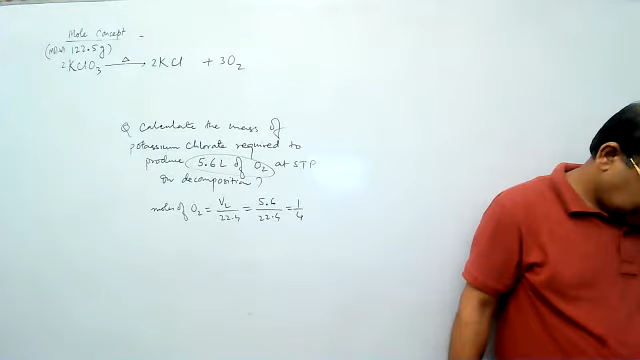 Mole Concept -
(M.W 122.5g)
2KClO3 —Δ→ 2KCl + 3O2
Q Calculate the mass of
potassium chlorate required to
produce 5.6 L of O2 at STP
on decomposition?
moles of O2 = VL/22.4 = 5.6/22.4 = 1/4